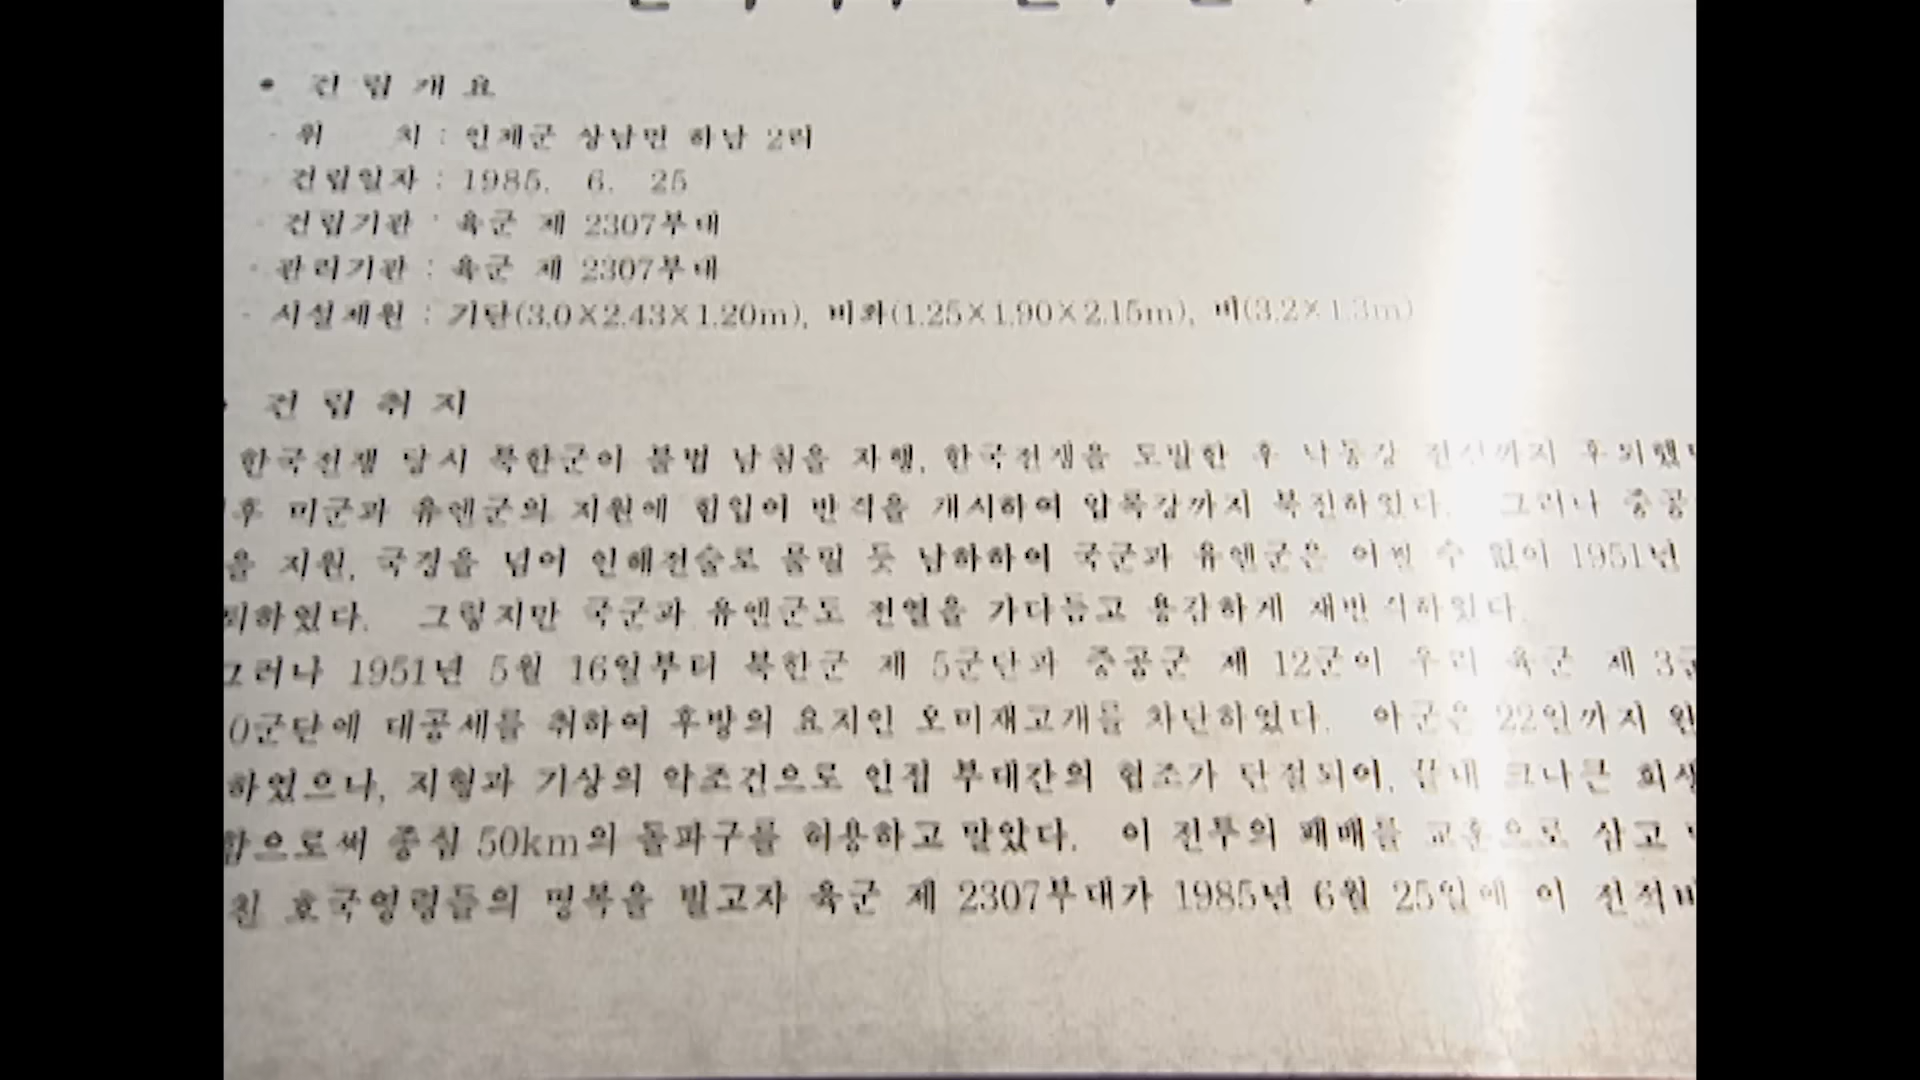 • 건 립 개 요
· 위 치 : 인제군 상남면 하남 2리
· 건립일자 : 1985. 6. 25
· 건립기관 : 육군 제 2307부대
· 관리기관 : 육군 제 2307부대
· 시설제원 : 기단(3.0×2.43×1.20m), 비좌(1.25×1.90×2.15m), 비(3.2×1.3m)
• 건 립 취 지
한국전쟁 당시 북한군이 불법 남침을 자행, 한국전쟁을 도발한 후 낙동강 전선까지 후퇴했
후 미군과 유엔군의 지원에 힘입어 반격을 개시하여 압록강까지 북진하였다. 그러나 중공
을 지원, 국경을 넘어 인해전술로 물밀 듯 남하하여 국군과 유엔군은 어쩔 수 없이 1951년
퇴하였다. 그렇지만 국군과 유엔군도 전열을 가다듬고 용감하게 재반격하였다.
그러나 1951년 5월 16일부터 북한군 제 5군단과 중공군 제 12군이 우리 육군 제 3군
0군단에 대공세를 취하여 후방의 요지인 오미재고개를 차단하였다. 아군은 22일까지
하였으나, 지형과 기상의 악조건으로 인접 부대간의 협조가 단절되어, 끝내 크나큰 희생
함으로써 종심 50km의 돌파구를 허용하고 말았다. 이 전투의 패배를 교훈으로 삼고
친 호국영령들의 명복을 빌고자 육군 제 2307부대가 1985년 6월 25일에 이 전적비